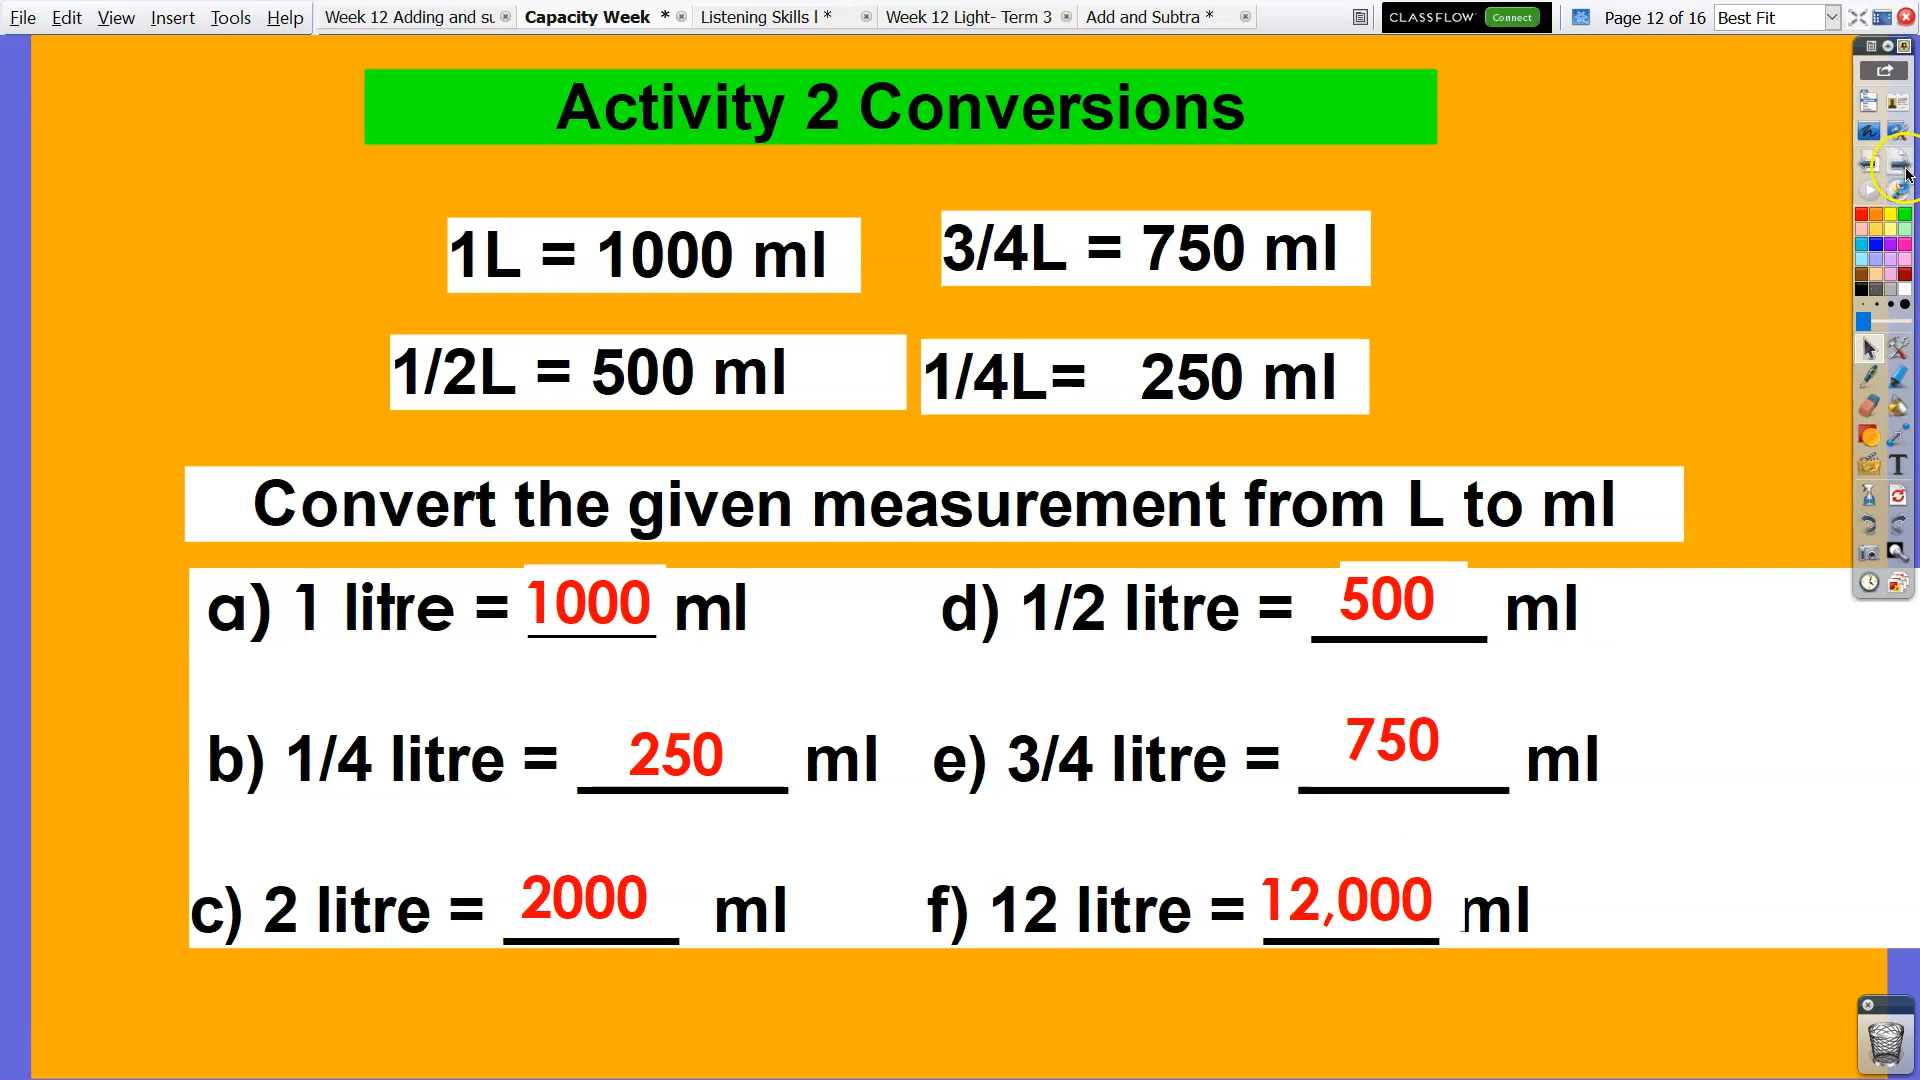 File Edit View Insert Tools Help Week 12 Adding and su Capacity Week * Listening Skills l * Week 12 Light- Term 3 Add and Subtra * CLASSFLOW Connect Page 12 of 16 Best Fit
Activity 2 Conversions
1L = 1000 ml 3/4L = 750 ml
1/2L = 500 ml 1/4L= 250 ml
Convert the given measurement from L to ml
a) 1 litre = 1000 ml d) 1/2 litre = 500 ml
b) 1/4 litre = 250 ml e) 3/4 litre = 750 ml
c) 2 litre = 2000 ml f) 12 litre = 12,000 ml